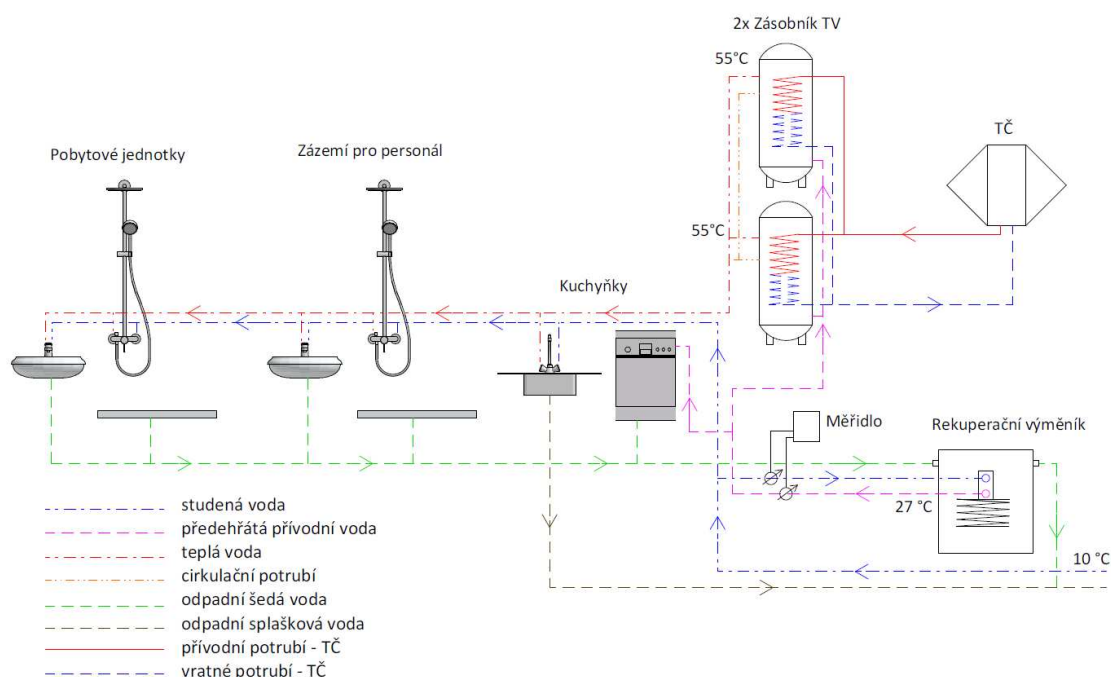 2x Zásobník TV
55°C
TČ
Pobytové jednotky
Zázemí pro personál
55°C
Kuchyňky
Měřidlo
Rekuperační výměník
27 °C
10 °C
studená voda
předehřátá přívodní voda
teplá voda
cirkulační potrubí
odpadní šedá voda
odpadní splašková voda
přívodní potrubí - TČ
vratné potrubí - TČ